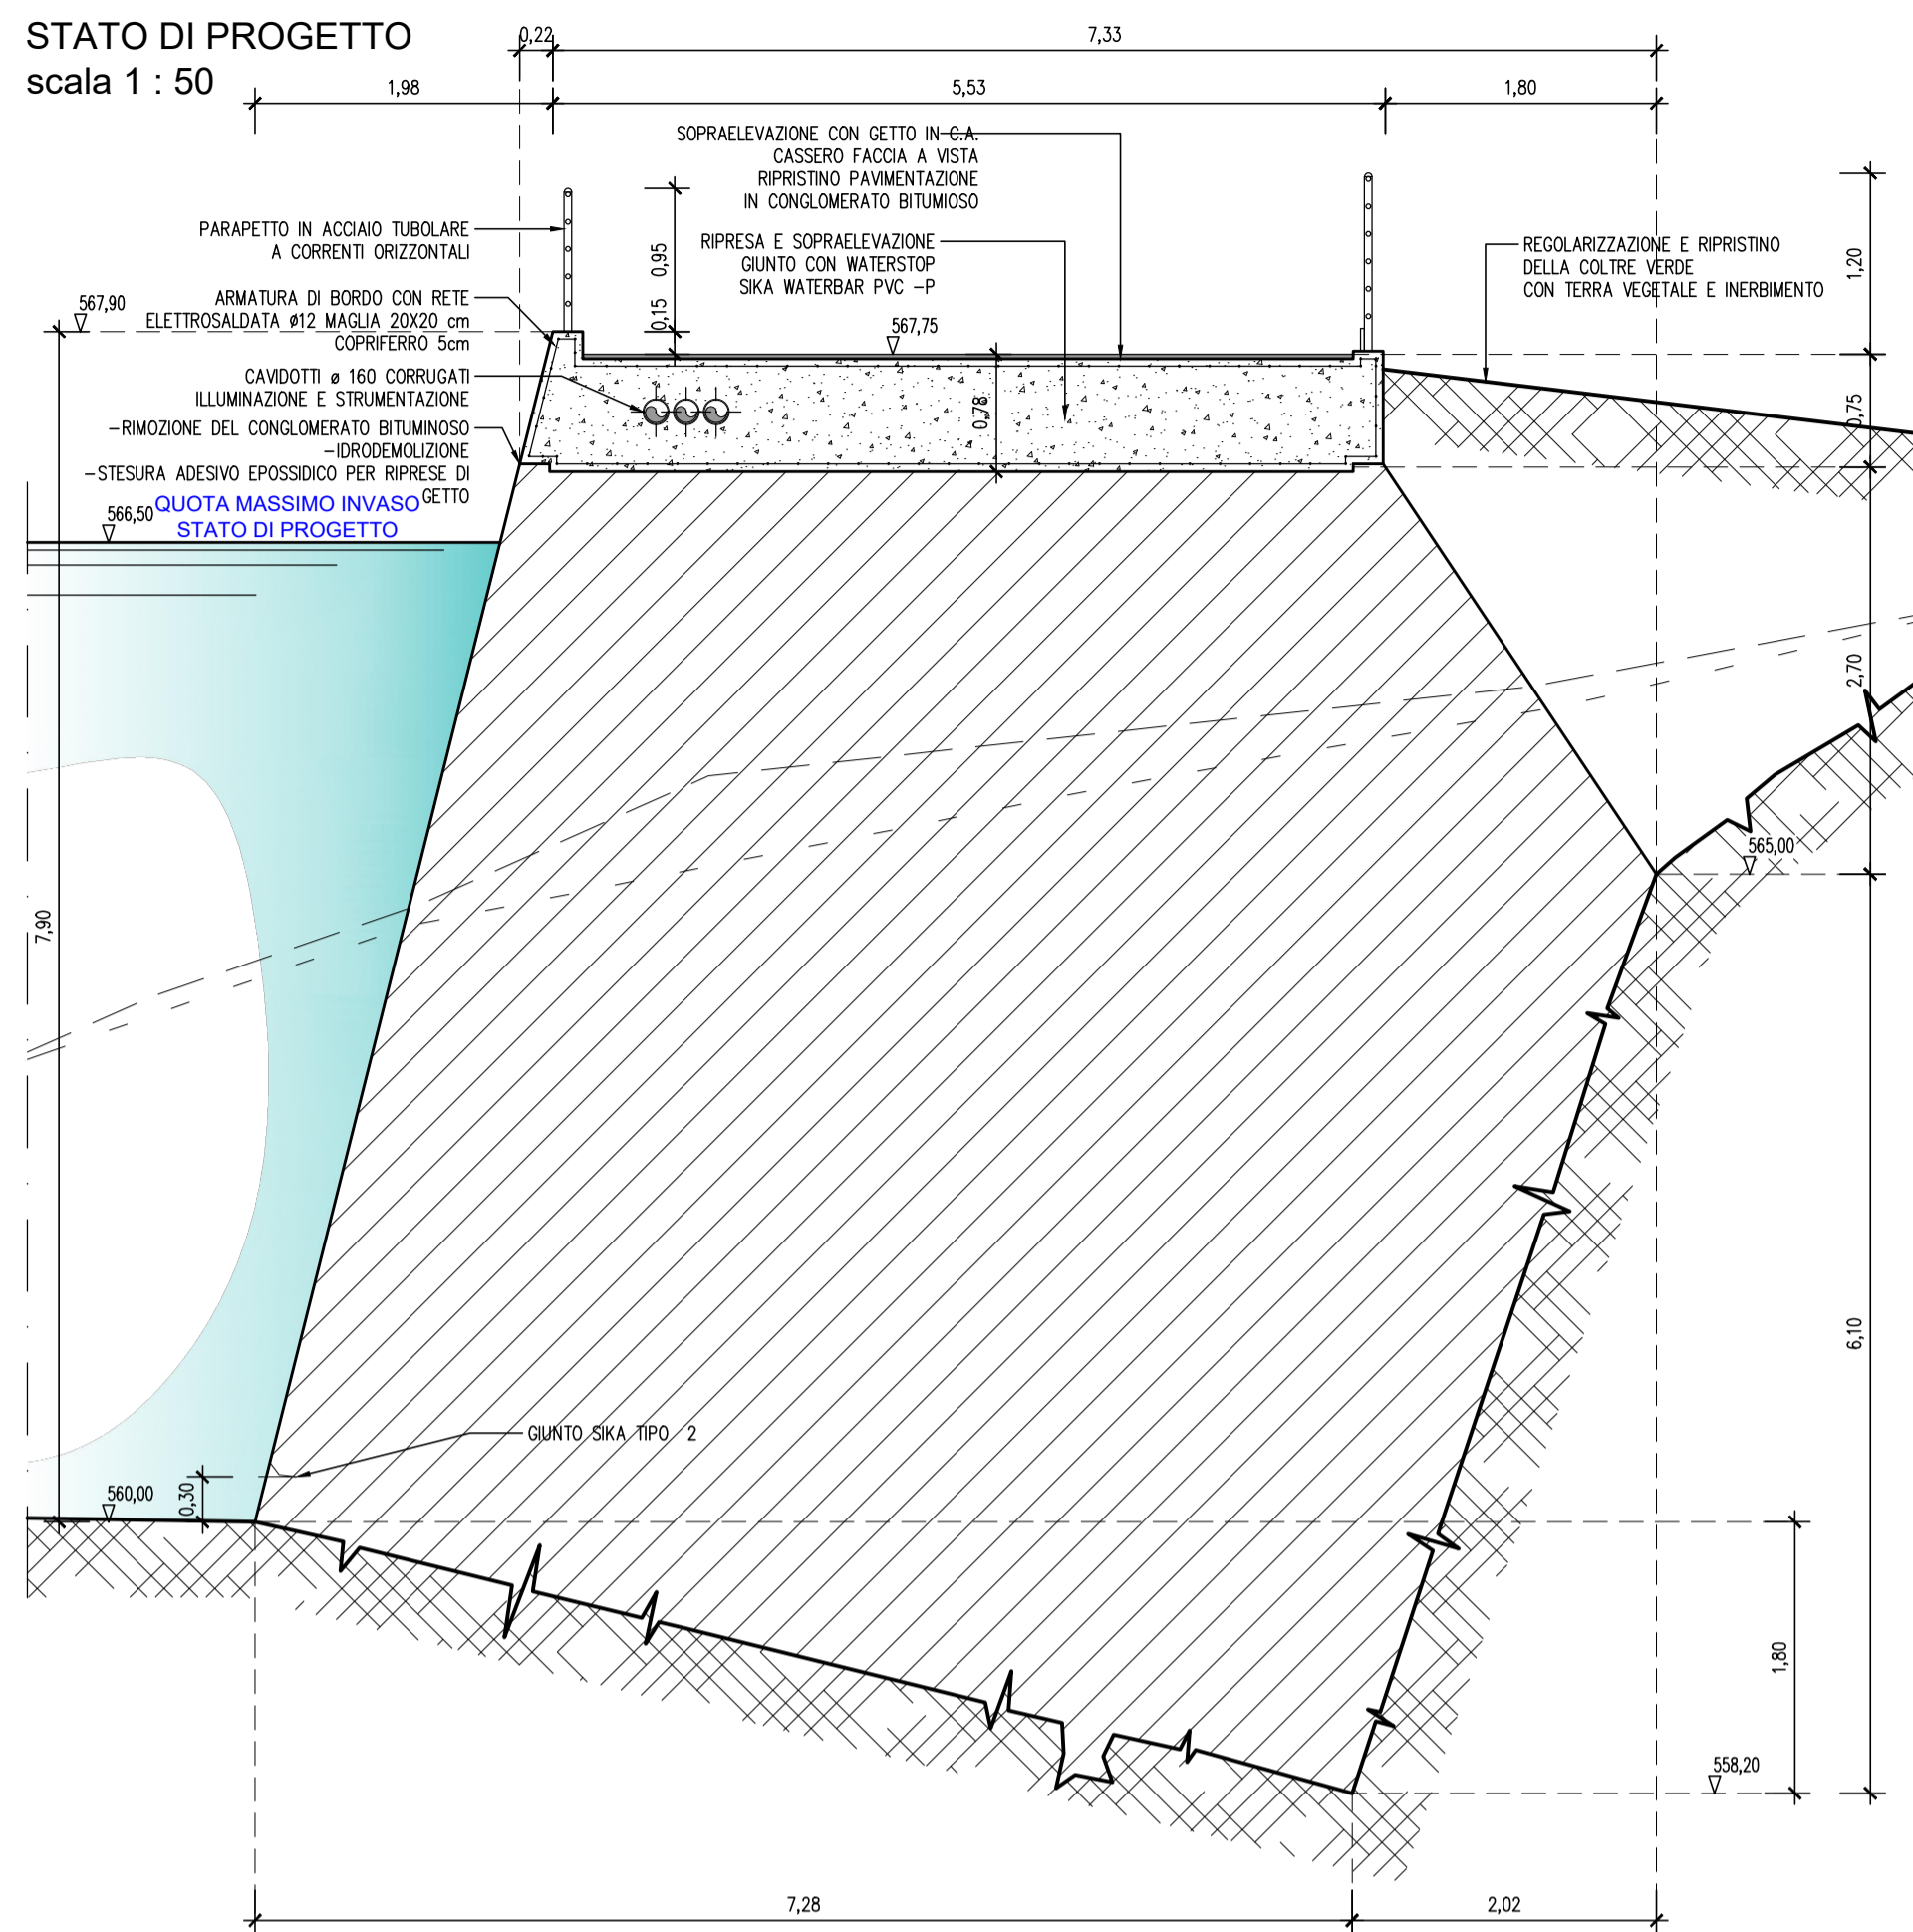 STATO DI PROGETTO
scala 1 : 50
0,22
7,33
1,98
5,53
1,80
SOPRAELEVAZIONE CON GETTO IN C.A.
CASSERO FACCIA A VISTA
RIPRISTINO PAVIMENTAZIONE
IN CONGLOMERATO BITUMIOSO
PARAPETTO IN ACCIAIO TUBOLARE
A CORRENTI ORIZZONTALI
0,95
0,15
RIPRESA E SOPRAELEVAZIONE
GIUNTO CON WATERSTOP
SIKA WATERBAR PVC -P
REGOLARIZZAZIONE E RIPRISTINO
DELLA COLTRE VERDE
CON TERRA VEGETALE E INERBIMENTO
1,20
567,90
ARMATURA DI BORDO CON RETE
ELETTROSALDATA ø12 MAGLIA 20X20 cm
COPRIFERRO 5cm
567,75
CAVIDOTTI ø 160 CORRUGATI
ILLUMINAZIONE E STRUMENTAZIONE
0,78
0,75
-RIMOZIONE DEL CONGLOMERATO BITUMINOSO
-IDRODEMOLIZIONE
-STESURA ADESIVO EPOSSIDICO PER RIPRESE DI
GETTO
QUOTA MASSIMO INVASO
STATO DI PROGETTO
566,50
2,70
565,00
7,90
6,10
GIUNTO SIKA TIPO 2
560,00
0,30
1,80
558,20
7,28
2,02